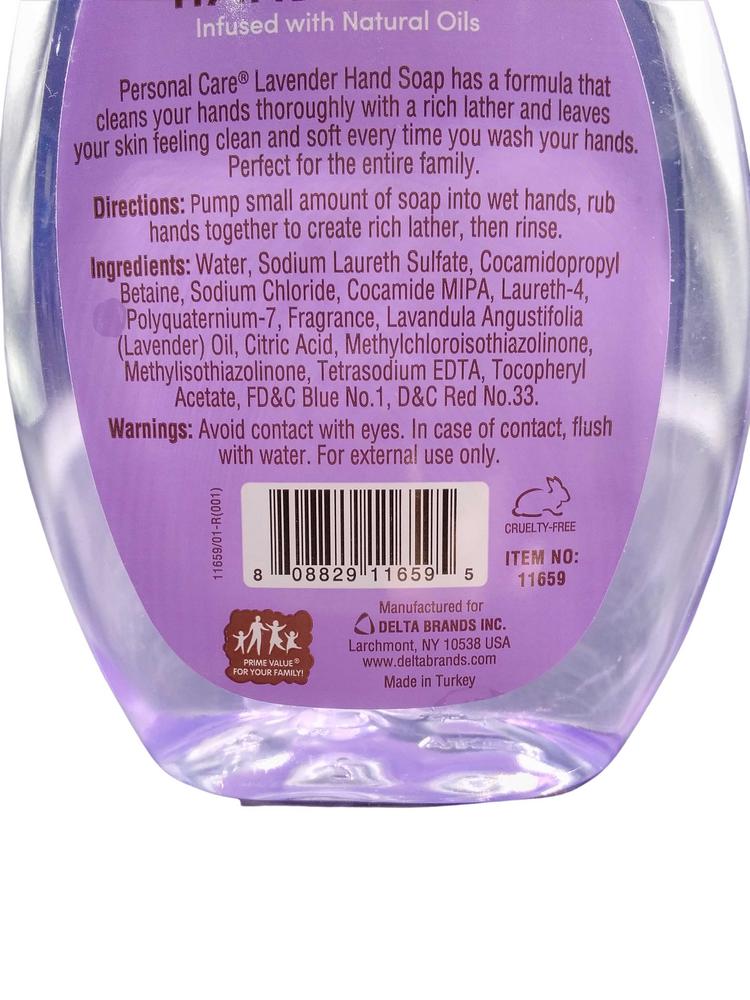 Infused with Natural Oils
Personal Care® Lavender Hand Soap has a formula that
cleans your hands thoroughly with a rich lather and leaves
your skin feeling clean and soft every time you wash your hands.
Perfect for the entire family.
Directions: Pump small amount of soap into wet hands, rub
hands together to create rich lather, then rinse.
Ingredients: Water, Sodium Laureth Sulfate, Cocamidopropyl
Betaine, Sodium Chloride, Cocamide MIPA, Laureth-4,
Polyquaternium-7, Fragrance, Lavandula Angustifolia
(Lavender) Oil, Citric Acid, Methylchloroisothiazolinone,
Methylisothiazolinone, Tetrasodium EDTA, Tocopheryl
Acetate, FD&C Blue No.1, D&C Red No.33.
Warnings: Avoid contact with eyes. In case of contact, flush
with water. For external use only.
11659/01-R(001)
8 08829 11659 5
CRUELTY-FREE
ITEM NO:
11659
PRIME VALUE®
FOR YOUR FAMILY!
Manufactured for
DELTA BRANDS INC.
Larchmont, NY 10538 USA
www.deltabrands.com
Made in Turkey